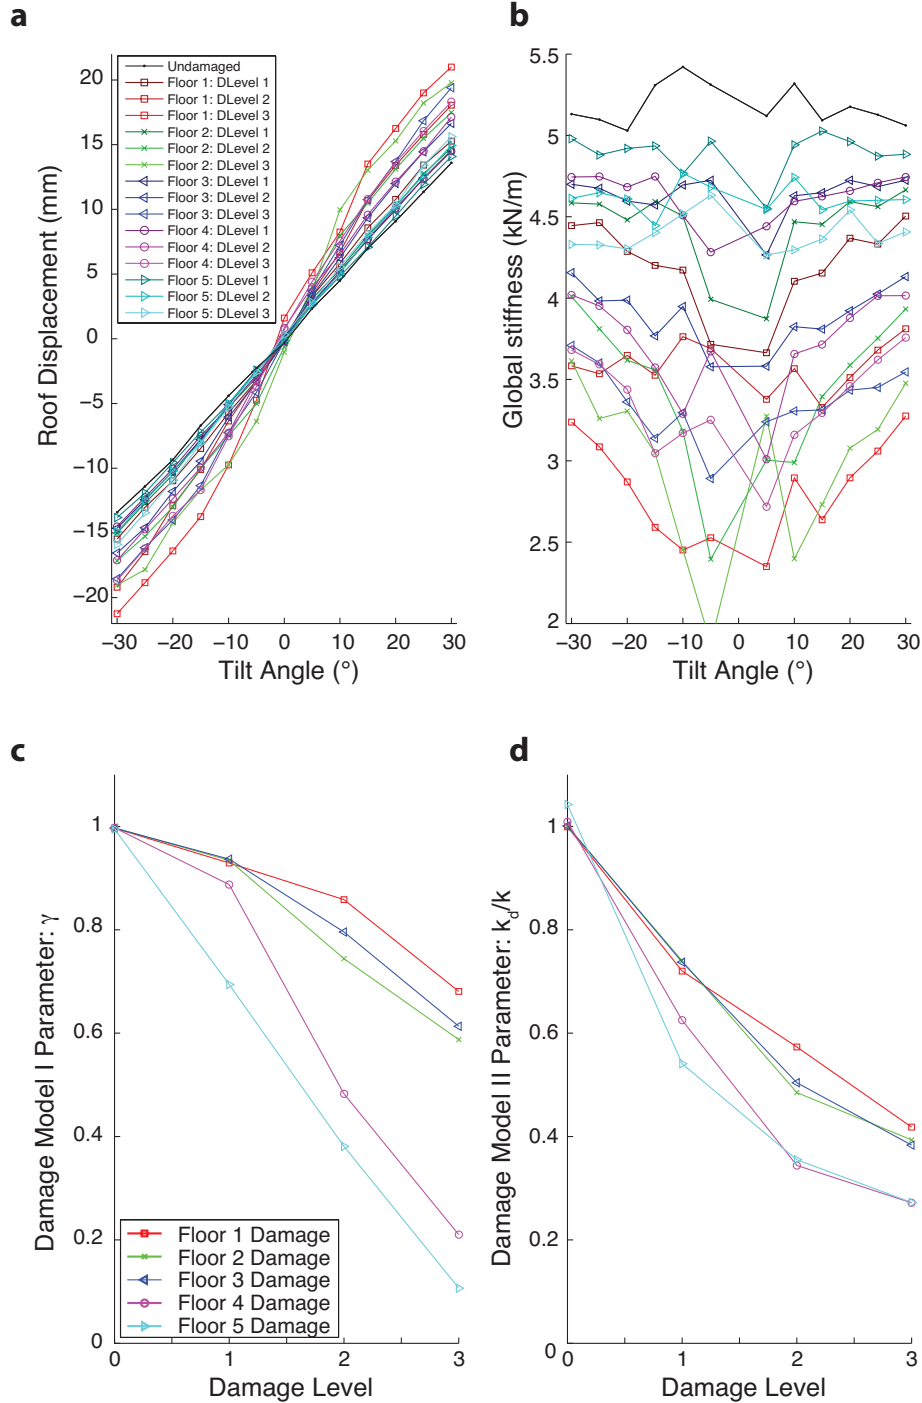 a
Roof Displacement (mm)
20
15
10
5
0
−5
−10
−15
−20
Undamaged
Floor 1: DLevel 1
Floor 1: DLevel 2
Floor 1: DLevel 3
Floor 2: DLevel 1
Floor 2: DLevel 2
Floor 2: DLevel 3
Floor 3: DLevel 1
Floor 3: DLevel 2
Floor 3: DLevel 3
Floor 4: DLevel 1
Floor 4: DLevel 2
Floor 4: DLevel 3
Floor 5: DLevel 1
Floor 5: DLevel 2
Floor 5: DLevel 3
−30 −20 −10 0 10 20 30
Tilt Angle (°)
b
Global stiffness (kN/m)
5.5
5
4.5
4
3.5
3
2.5
2
−30 −20 −10 0 10 20 30
Tilt Angle (°)
c
Damage Model I Parameter: γ
1
0.8
0.6
0.4
0.2
0
Floor 1 Damage
Floor 2 Damage
Floor 3 Damage
Floor 4 Damage
Floor 5 Damage
0 1 2 3
Damage Level
d
Damage Model II Parameter: k_d/k
1
0.8
0.6
0.4
0.2
0
0 1 2 3
Damage Level